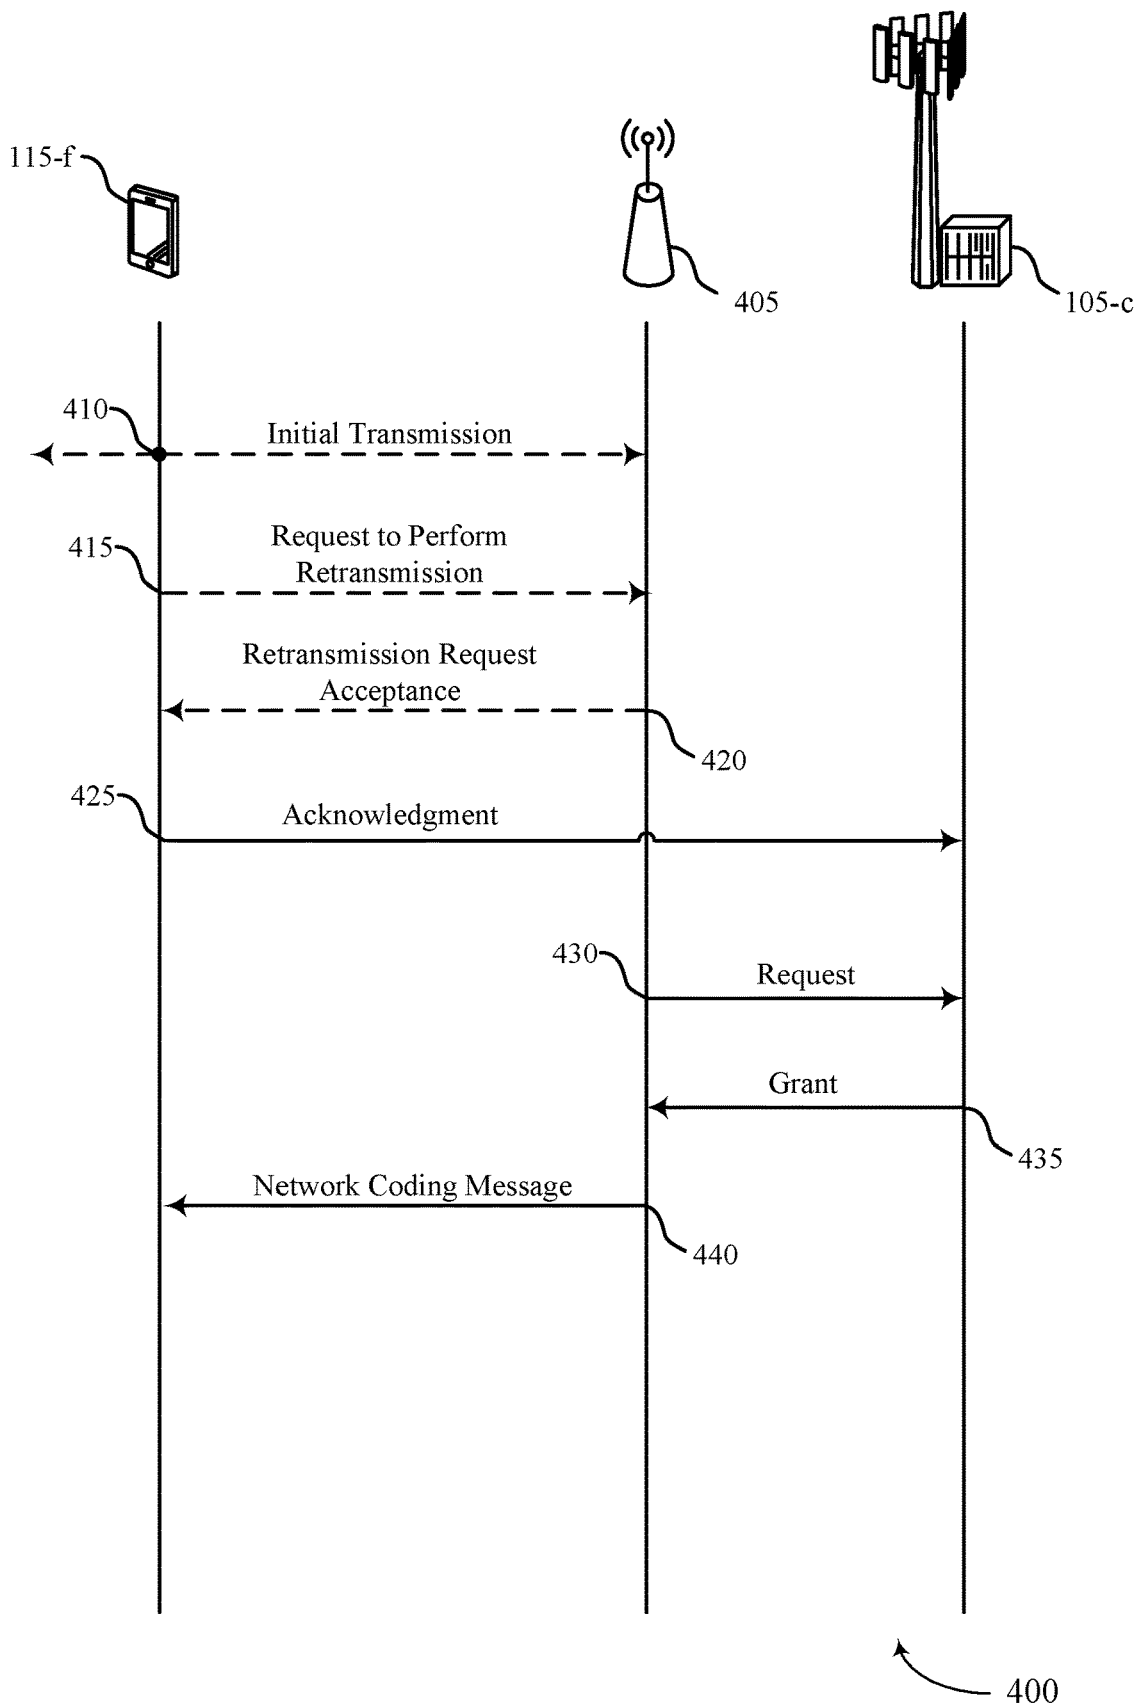 115-f
405
105-c
410
Initial Transmission
415
Request to Perform
Retransmission
Retransmission Request
Acceptance
420
425
Acknowledgment
430
Request
Grant
435
Network Coding Message
440
400